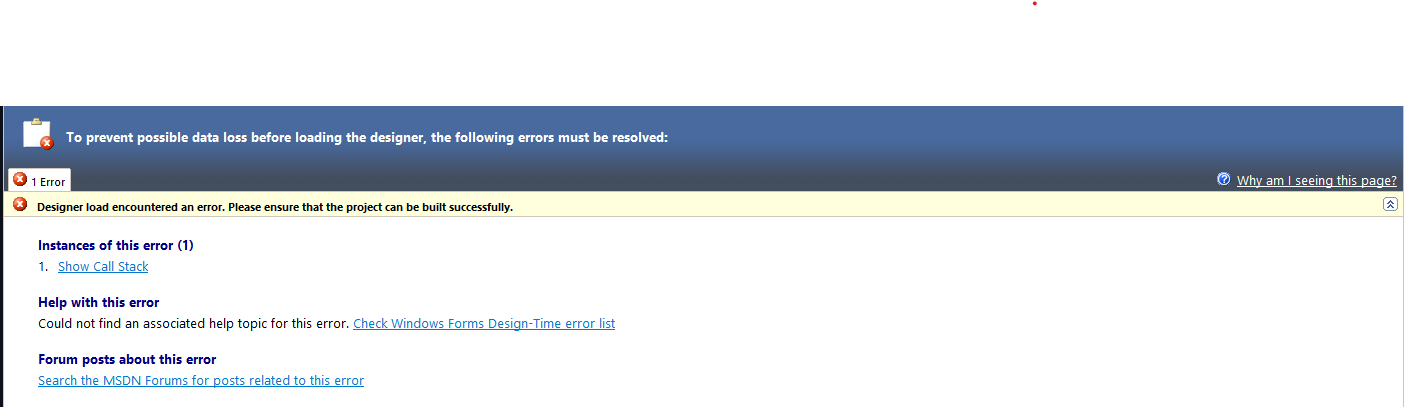 To prevent possible data loss before loading the designer, the following errors must be resolved:
1 Error
Why am I seeing this page?
Designer load encountered an error. Please ensure that the project can be built successfully.
Instances of this error (1)
1. Show Call Stack
Help with this error
Could not find an associated help topic for this error. Check Windows Forms Design-Time error list
Forum posts about this error
Search the MSDN Forums for posts related to this error